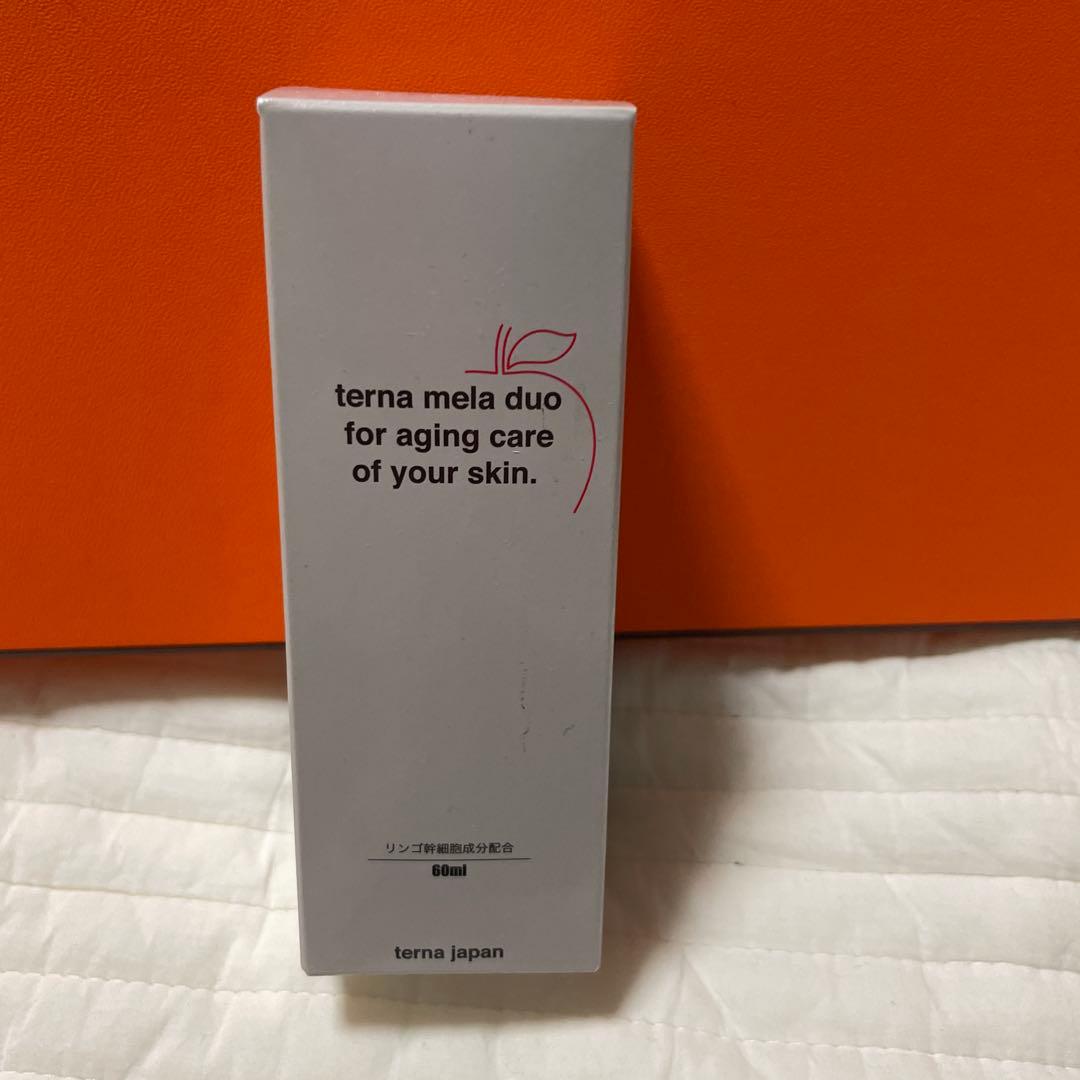 terna mela duo
for aging care
of your skin.
リンゴ幹細胞成分配合
60ml
terna japan